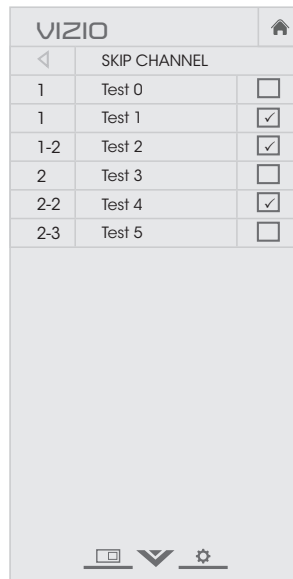 VIZIO
SKIP CHANNEL
1 Test 0
1 Test 1
1-2 Test 2
2 Test 3
2-2 Test 4
2-3 Test 5